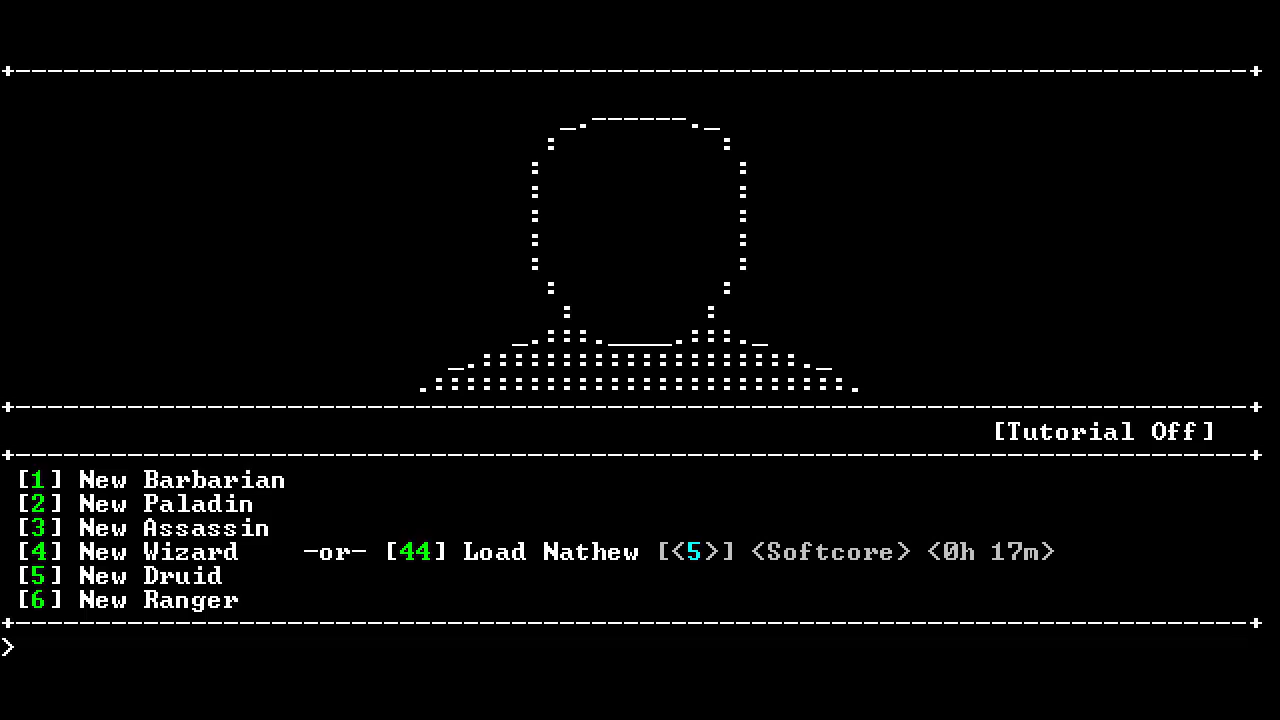 [Tutorial Off]
[1] New Barbarian
[2] New Paladin
[3] New Assassin
[4] New Wizard -or- [44] Load Nathew [<5>] <Softcore> <0h 17m>
[5] New Druid
[6] New Ranger
>